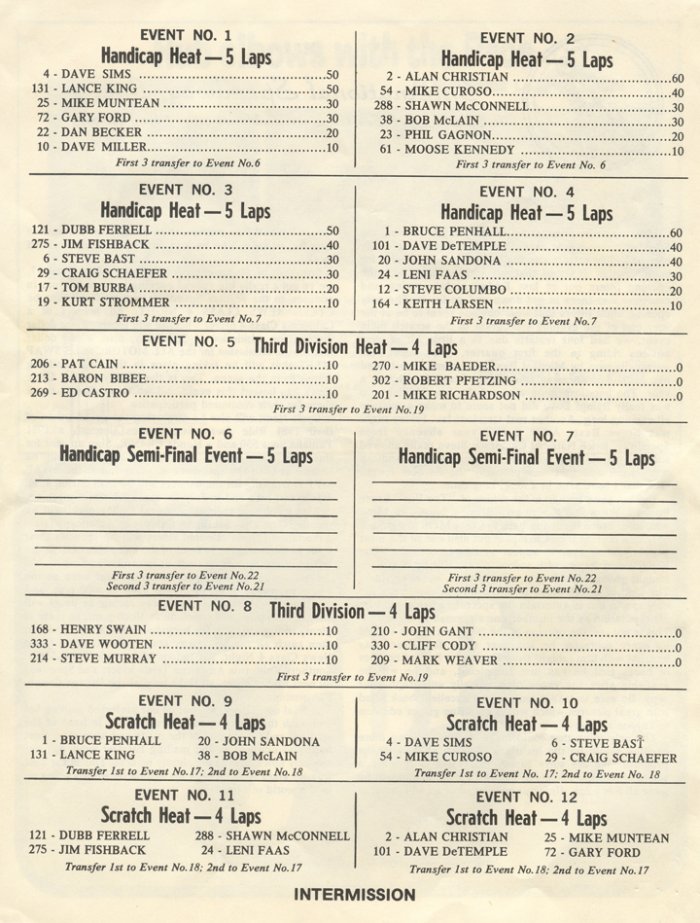 EVENT NO. 1
Handicap Heat — 5 Laps
4 - DAVE SIMS ....................50
131 - LANCE KING ....................50
25 - MIKE MUNTEAN ....................30
72 - GARY FORD ....................30
22 - DAN BECKER ....................20
10 - DAVE MILLER....................10
First 3 transfer to Event No.6
EVENT NO. 2
Handicap Heat — 5 Laps
2 - ALAN CHRISTIAN ....................60
54 - MIKE CUROSO....................40
288 - SHAWN McCONNELL....................30
38 - BOB McLAIN ....................30
23 - PHIL GAGNON....................20
61 - MOOSE KENNEDY ....................10
First 3 transfer to Event No. 6
EVENT NO. 3
Handicap Heat — 5 Laps
121 - DUBB FERRELL ....................50
275 - JIM FISHBACK ....................40
6 - STEVE BAST ....................30
29 - CRAIG SCHAEFER ....................30
17 - TOM BURBA ....................20
19 - KURT STROMMER ....................10
First 3 transfer to Event No.7
EVENT NO. 4
Handicap Heat — 5 Laps
1 - BRUCE PENHALL....................60
101 - DAVE DeTEMPLE ....................40
20 - JOHN SANDONA ....................40
24 - LENI FAAS ....................30
12 - STEVE COLUMBO ....................20
164 - KEITH LARSEN ....................10
First 3 transfer to Event No.7
EVENT NO. 5 Third Division Heat — 4 Laps
206 - PAT CAIN ....................10
213 - BARON BIBEE....................10
269 - ED CASTRO ....................10
270 - MIKE BAEDER....................0
302 - ROBERT PFETZING ....................0
201 - MIKE RICHARDSON ....................0
First 3 transfer to Event No.19
EVENT NO. 6
Handicap Semi-Final Event — 5 Laps
First 3 transfer to Event No.22
Second 3 transfer to Event No.21
EVENT NO. 7
Handicap Semi-Final Event — 5 Laps
First 3 transfer to Event No.22
Second 3 transfer to Event No.21
EVENT NO. 8 Third Division — 4 Laps
168 - HENRY SWAIN ....................10
333 - DAVE WOOTEN ....................10
214 - STEVE MURRAY ....................10
210 - JOHN GANT ....................0
330 - CLIFF CODY ....................0
209 - MARK WEAVER ....................0
First 3 transfer to Event No.19
EVENT NO. 9
Scratch Heat — 4 Laps
1 - BRUCE PENHALL 20 - JOHN SANDONA
131 - LANCE KING 38 - BOB McLAIN
Transfer 1st to Event No.17; 2nd to Event No.18
EVENT NO. 10
Scratch Heat — 4 Laps
4 - DAVE SIMS 6 - STEVE BAST
54 - MIKE CUROSO 29 - CRAIG SCHAEFER
Transfer 1st to Event No. 17; 2nd to Event No. 18
EVENT NO. 11
Scratch Heat — 4 Laps
121 - DUBB FERRELL 288 - SHAWN McCONNELL
275 - JIM FISHBACK 24 - LENI FAAS
Transfer 1st to Event No.18; 2nd to Event No.17
EVENT NO. 12
Scratch Heat — 4 Laps
2 - ALAN CHRISTIAN 25 - MIKE MUNTEAN
101 - DAVE DeTEMPLE 72 - GARY FORD
Transfer 1st to Event No.18; 2nd to Event No.17
INTERMISSION